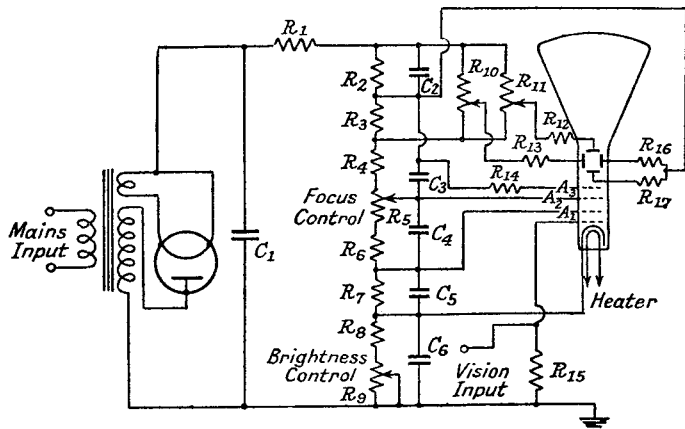 R1
R2
C2
R10
R11
R3
R12
R13
R16
R4
R14
A3
C3
Focus
Control
A2
R17
R5
A1
Mains
Input
C1
C4
R6
R7
C5
Heater
R8
C6
Brightness
Control
Vision
Input
R15
R9